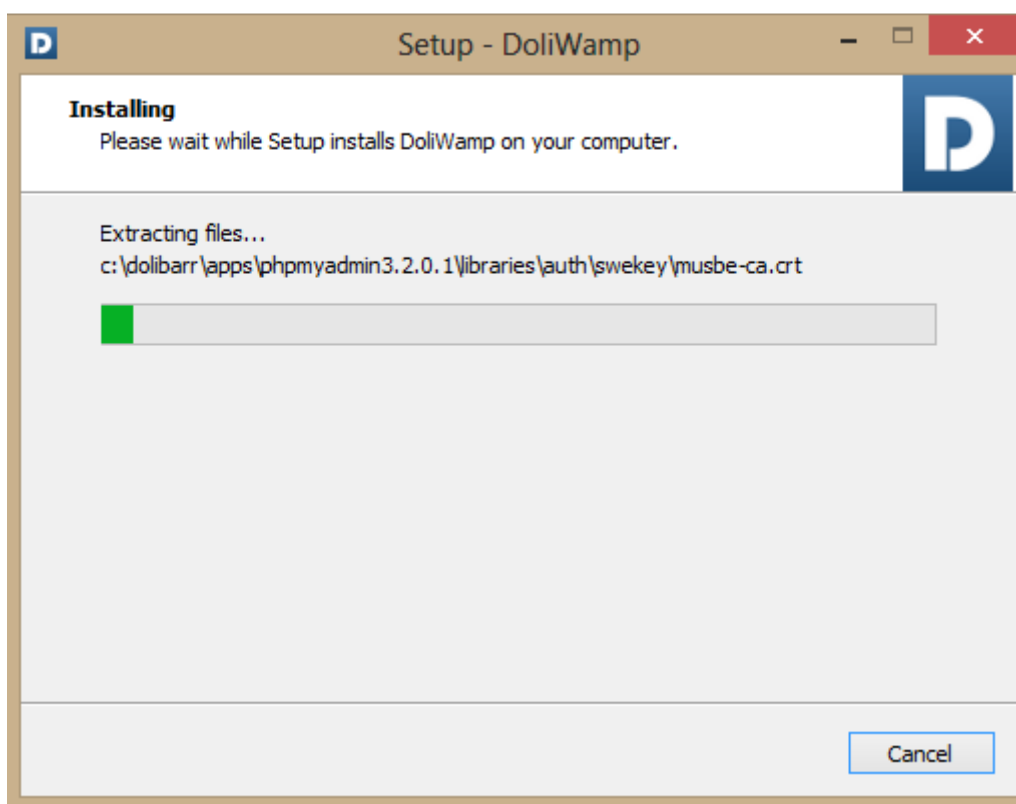 Setup - DoliWamp
Installing
Please wait while Setup installs DoliWamp on your computer.
Extracting files...
c:\dolibarr\apps\phpmyadmin3.2.0.1\libraries\auth\swekey\musbe-ca.crt
Cancel